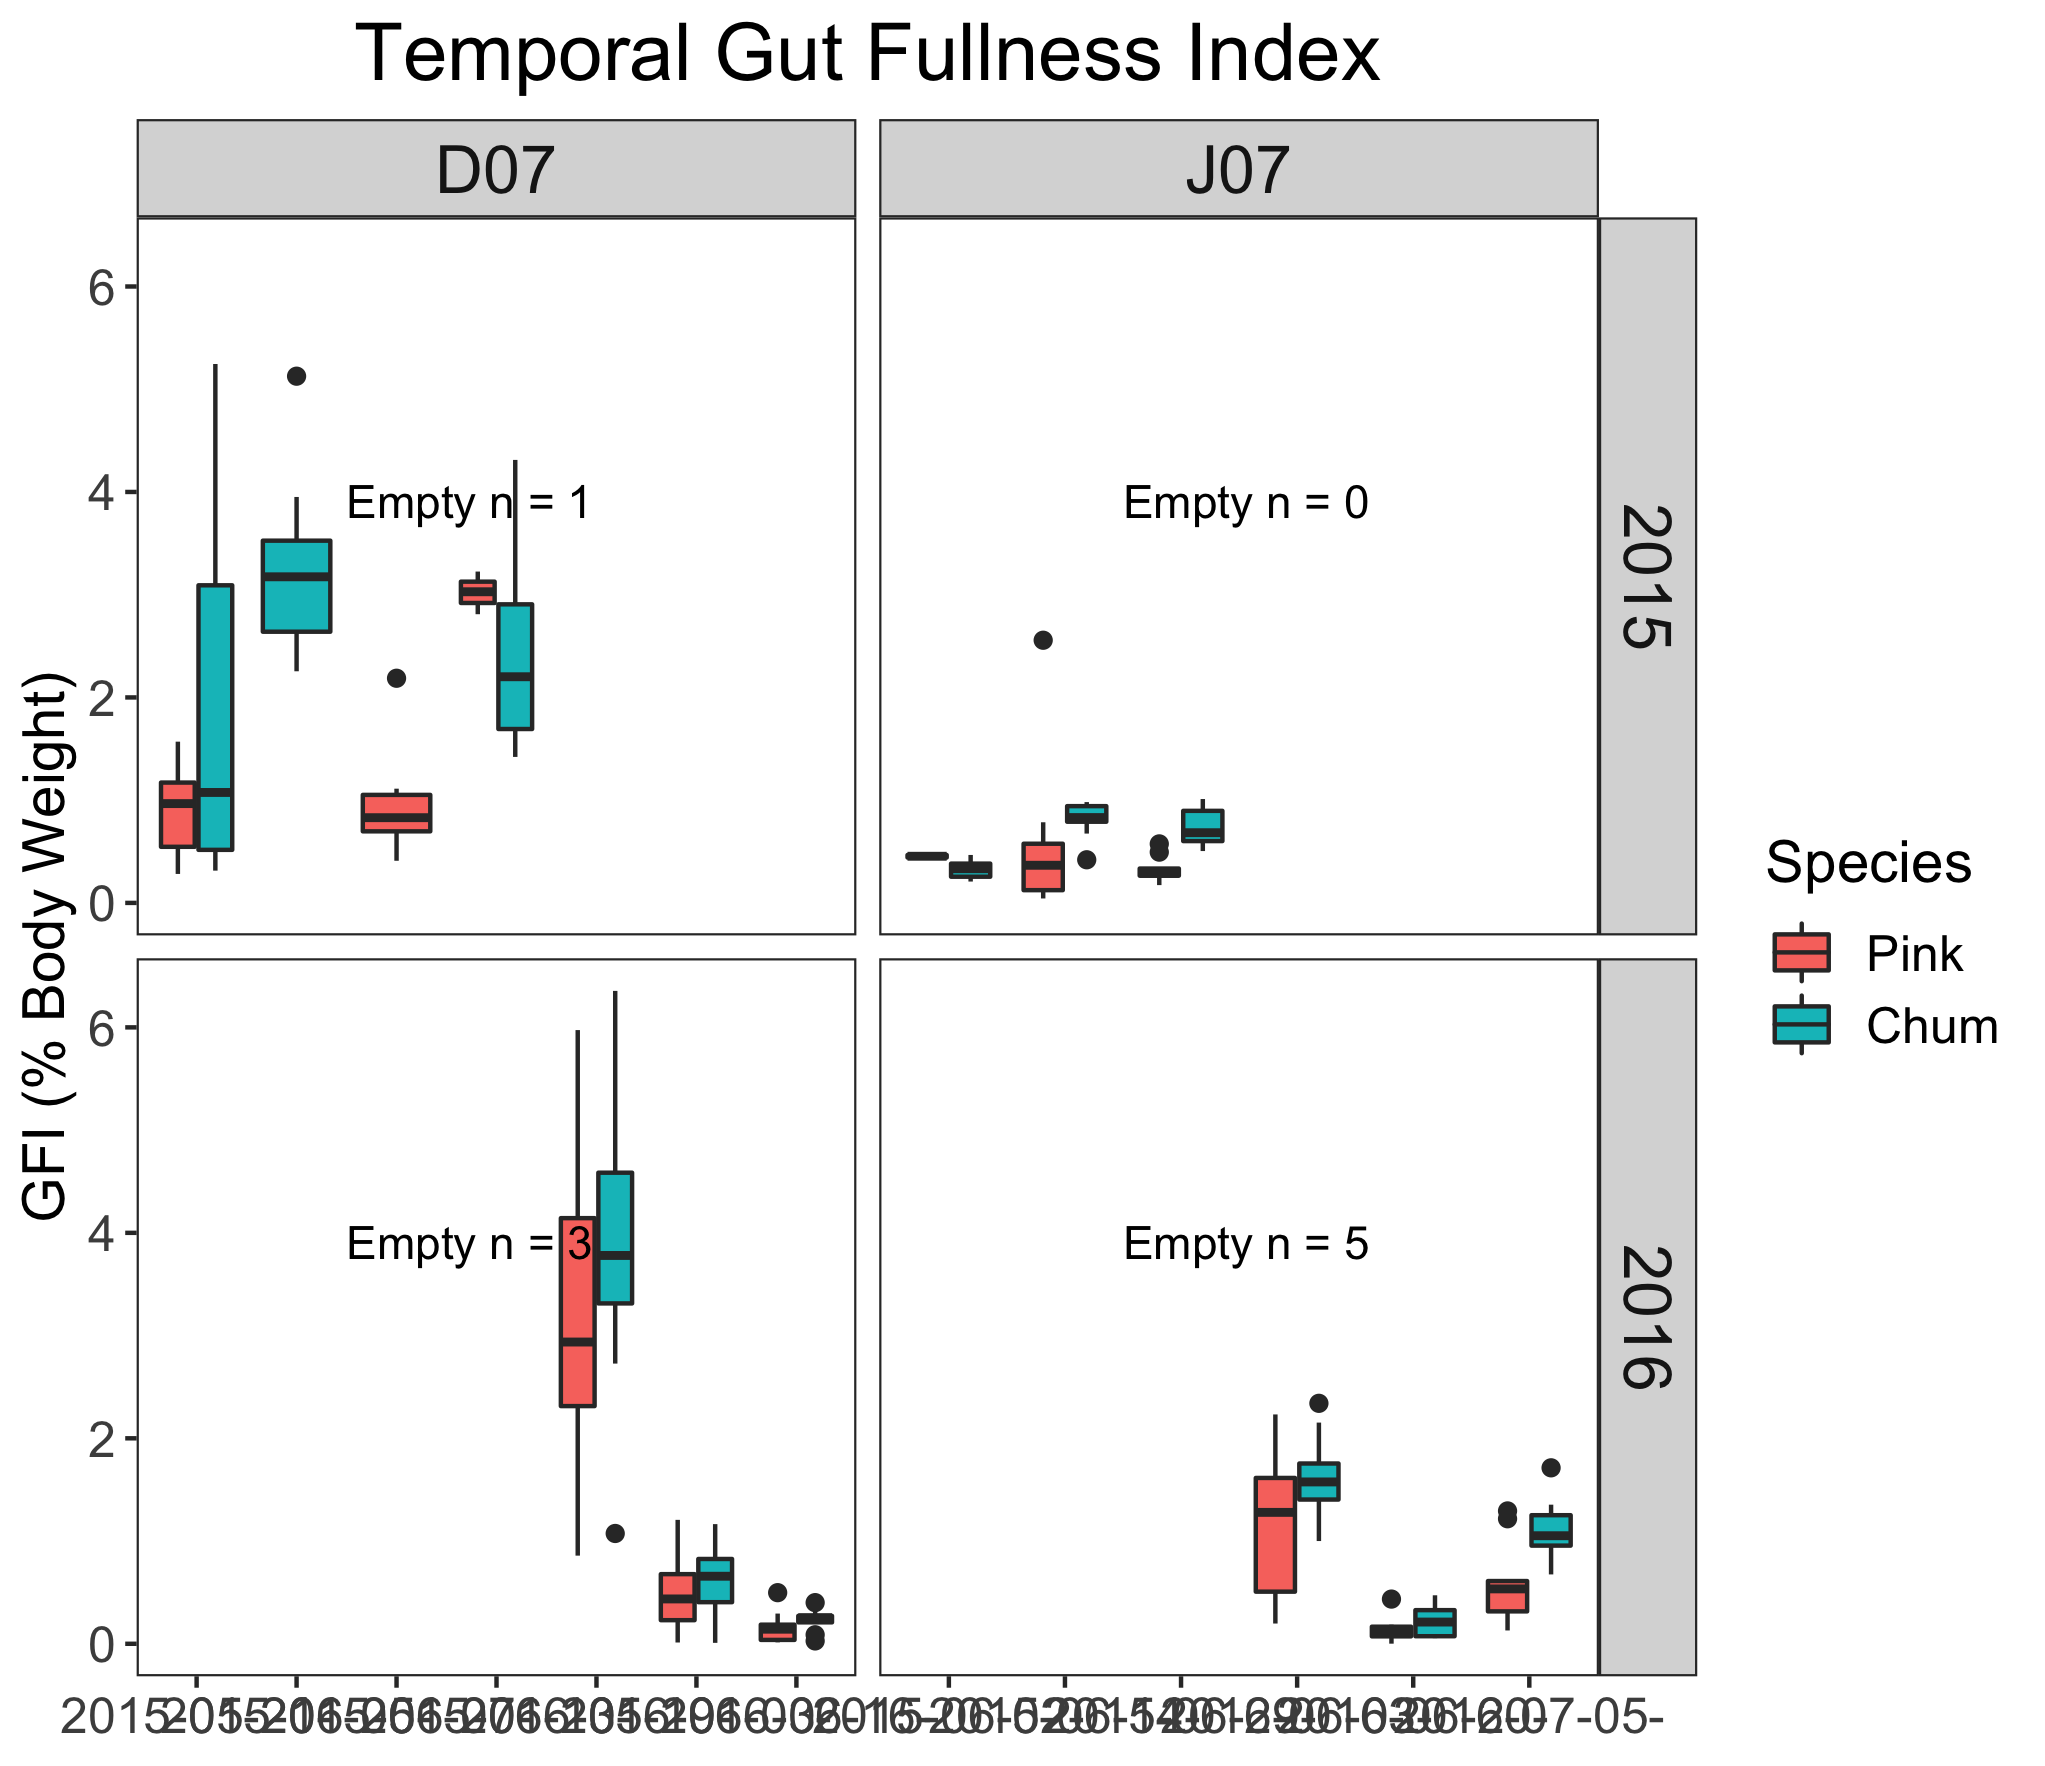 Temporal Gut Fullness Index
D07
J07
6
4
2
0
Empty n = 1
Empty n = 0
2015
GFI (% Body Weight)
6
4
2
0
Empty n = 3
Empty n = 5
2016
Species
Pink
Chum